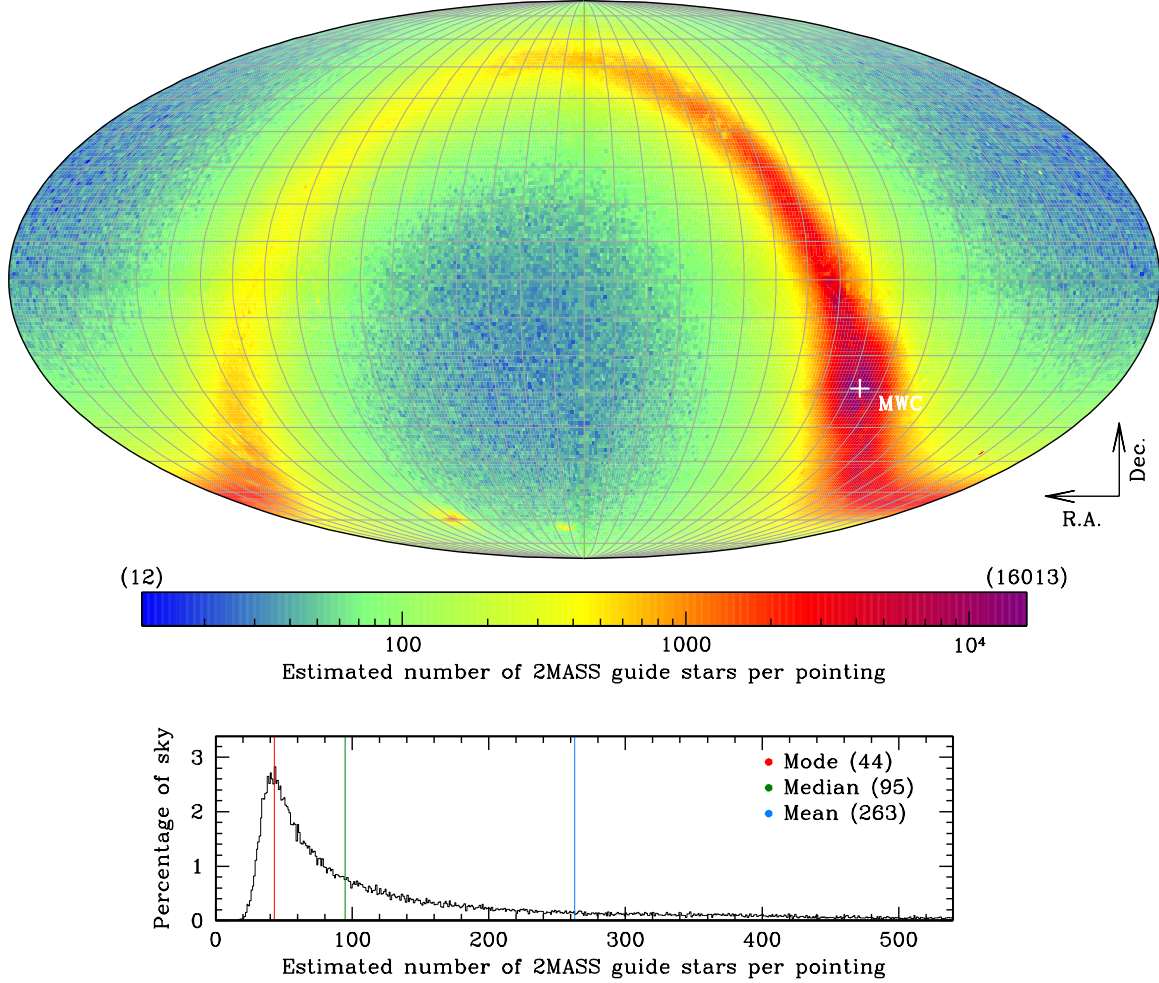 MWC
Dec.
R.A.
(12)
(16013)
100
1000
10⁴
Estimated number of 2MASS guide stars per pointing
Percentage of sky
3
2
1
0
Mode (44)
Median (95)
Mean (263)
0
100
200
300
400
500
Estimated number of 2MASS guide stars per pointing